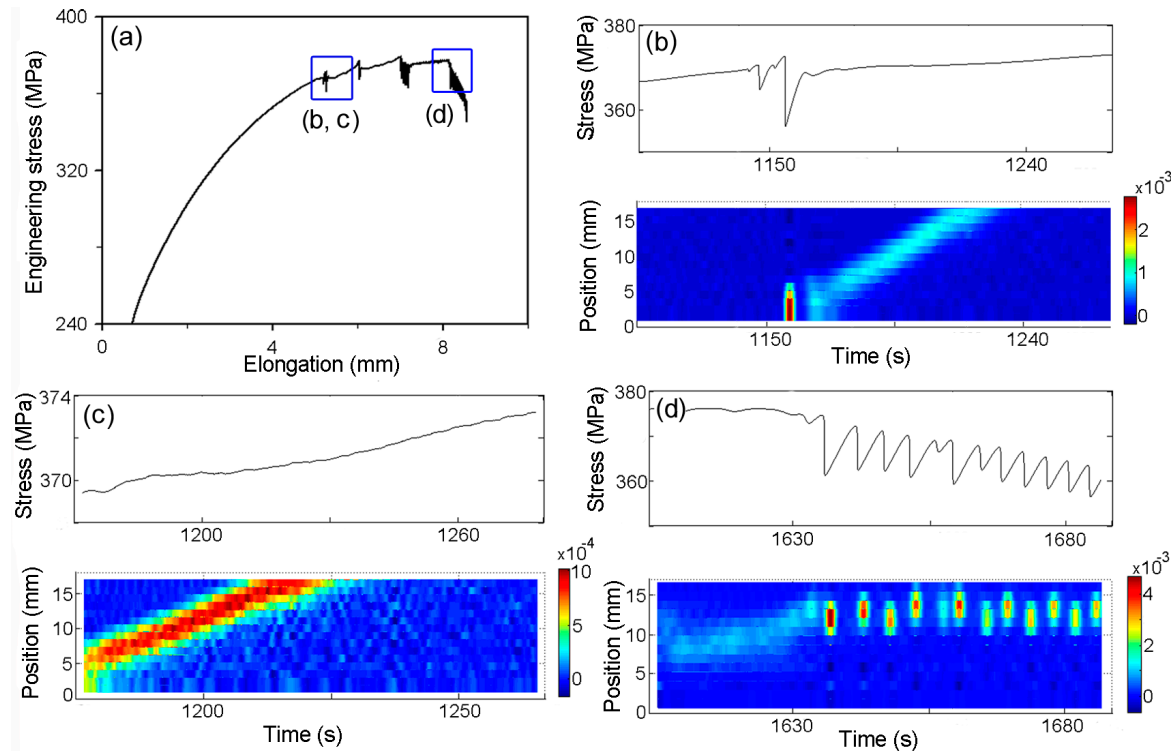 (a)
400
320
240
Engineering stress (MPa)
(b, c)
(d)
0 4 8
Elongation (mm)
(b)
380
360
Stress (MPa)
1150 1240
x10⁻³
2
1
0
15
10
5
0
Position (mm)
1150 1240
Time (s)
(c)
374
370
Stress (MPa)
1200 1260
x10⁻⁴
10
5
0
15
10
5
0
Position (mm)
1200 1250
Time (s)
(d)
380
360
Stress (MPa)
1630 1680
x10⁻³
4
2
0
15
10
5
0
Position (mm)
1630 1680
Time (s)